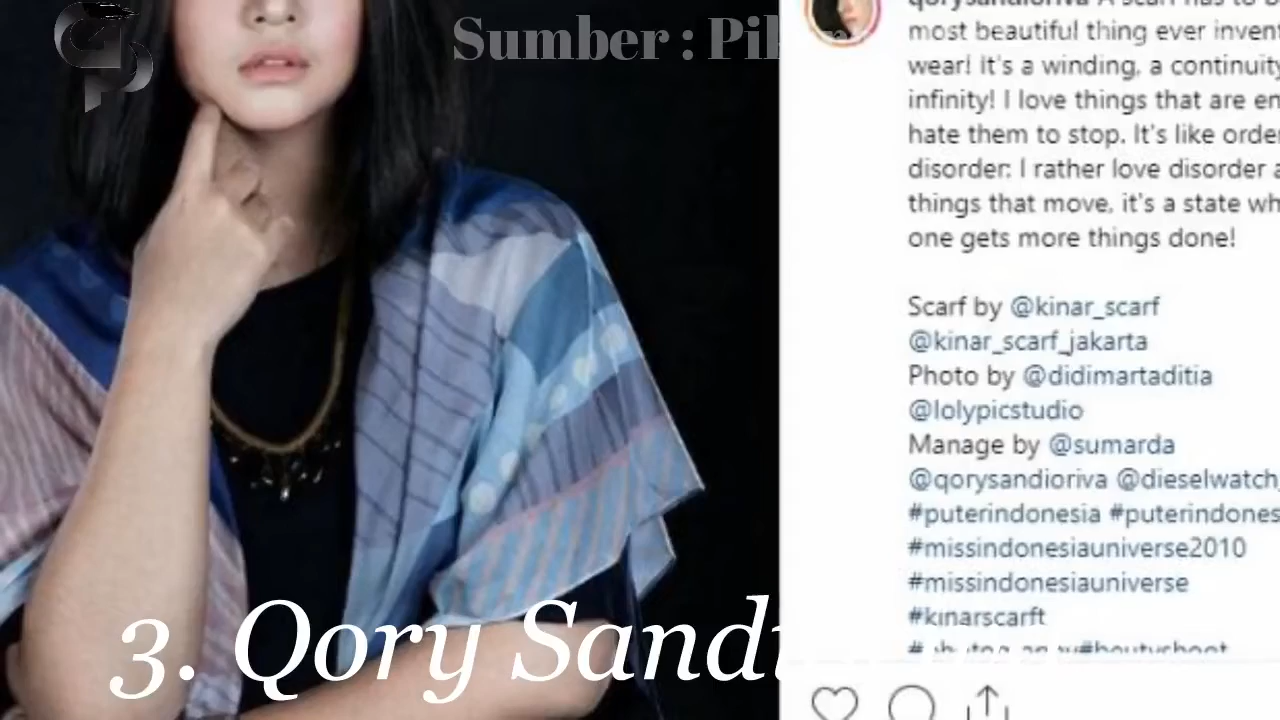 Sumber : Pik
qorysandioriva A scarf has to b
most beautiful thing ever invent
wear! It's a winding, a continuity
infinity! I love things that are en
hate them to stop. It's like order
disorder: I rather love disorder a
things that move, it's a state wh
one gets more things done!
Scarf by @kinar_scarf
@kinar_scarf_jakarta
Photo by @didimartaditia
@lolypicstudio
Manage by @sumarda
@qorysandioriva @dieselwatch_
#puterindonesia #puterindones
#missindonesiauniverse2010
#missindonesiauniverse
#kinarscarft
3. Qory Sand